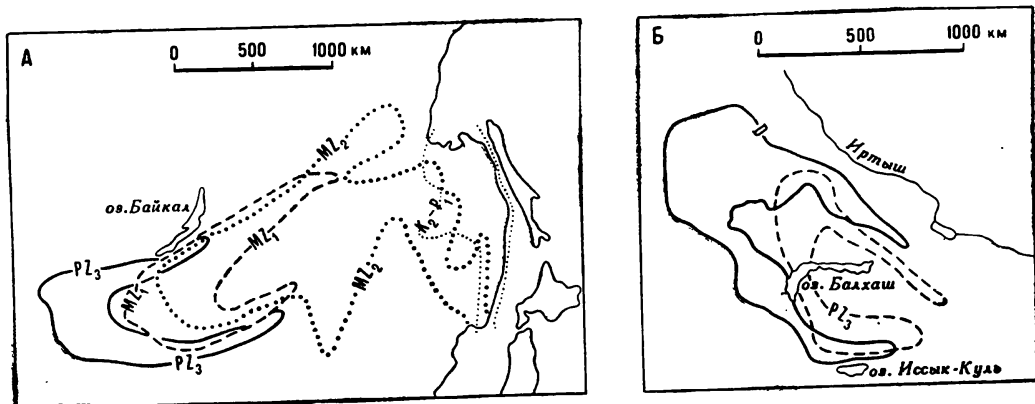 А
0 500 1000 км
MZ₂
оз. Байкал
MZ₁
K₂-P
PZ₃
MZ₁
MZ₂
PZ₃
Б
0 500 1000 км
Иртыш
оз. Балхаш
PZ₃
оз. Иссык-Куль